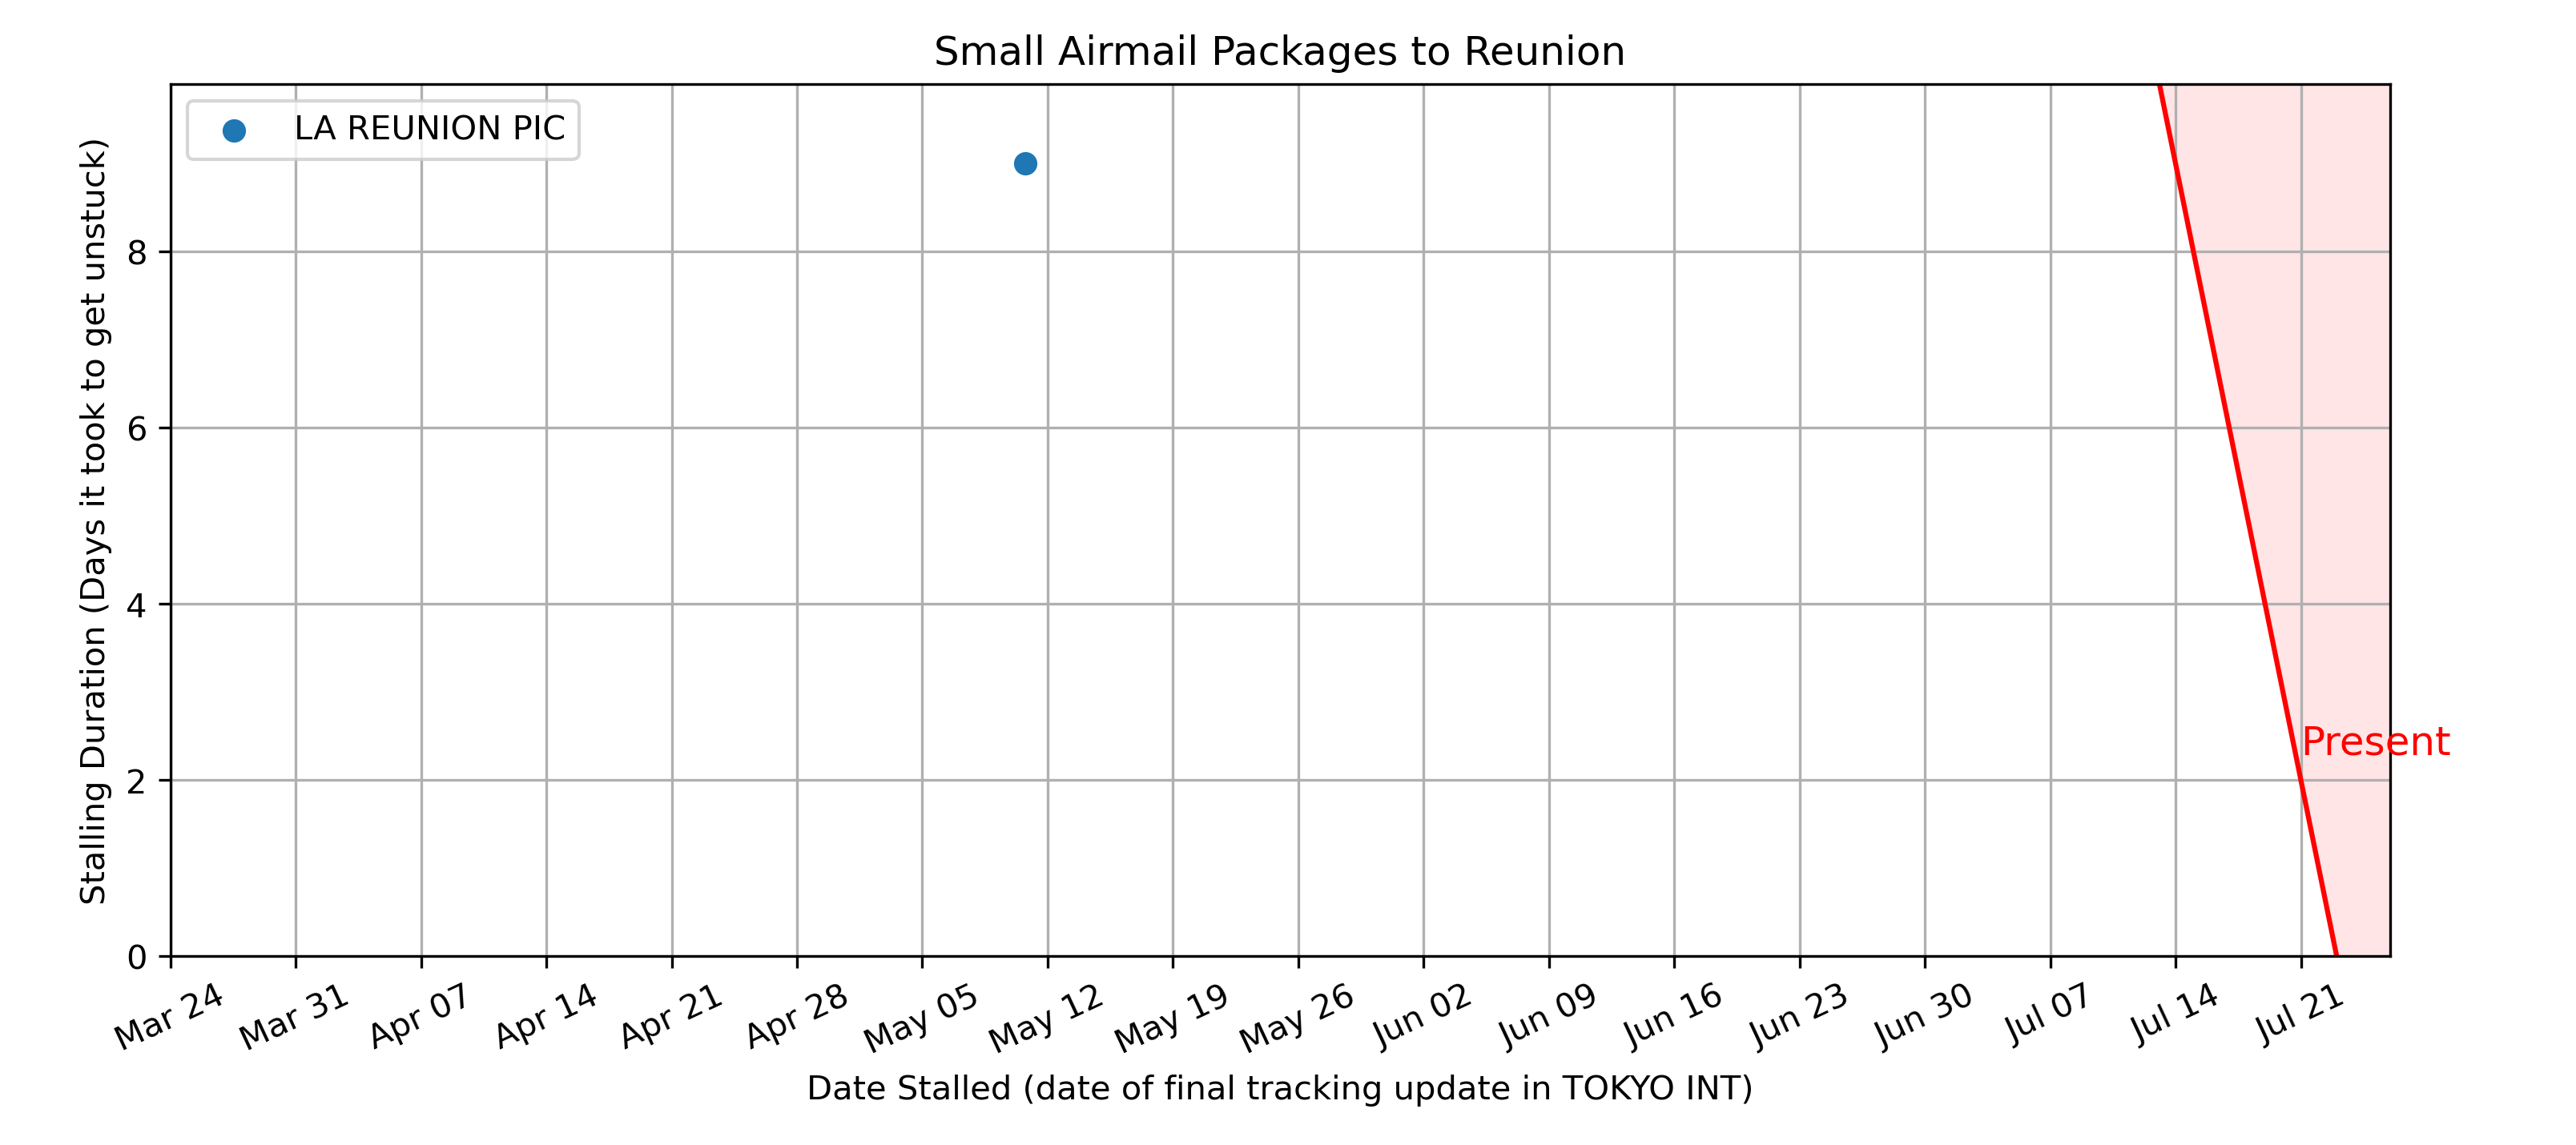 Small Airmail Packages to Reunion
LA REUNION PIC
Stalling Duration (Days it took to get unstuck)
8
6
4
2
0
Present
Mar 24
Mar 31
Apr 07
Apr 14
Apr 21
Apr 28
May 05
May 12
May 19
May 26
Jun 02
Jun 09
Jun 16
Jun 23
Jun 30
Jul 07
Jul 14
Jul 21
Date Stalled (date of final tracking update in TOKYO INT)